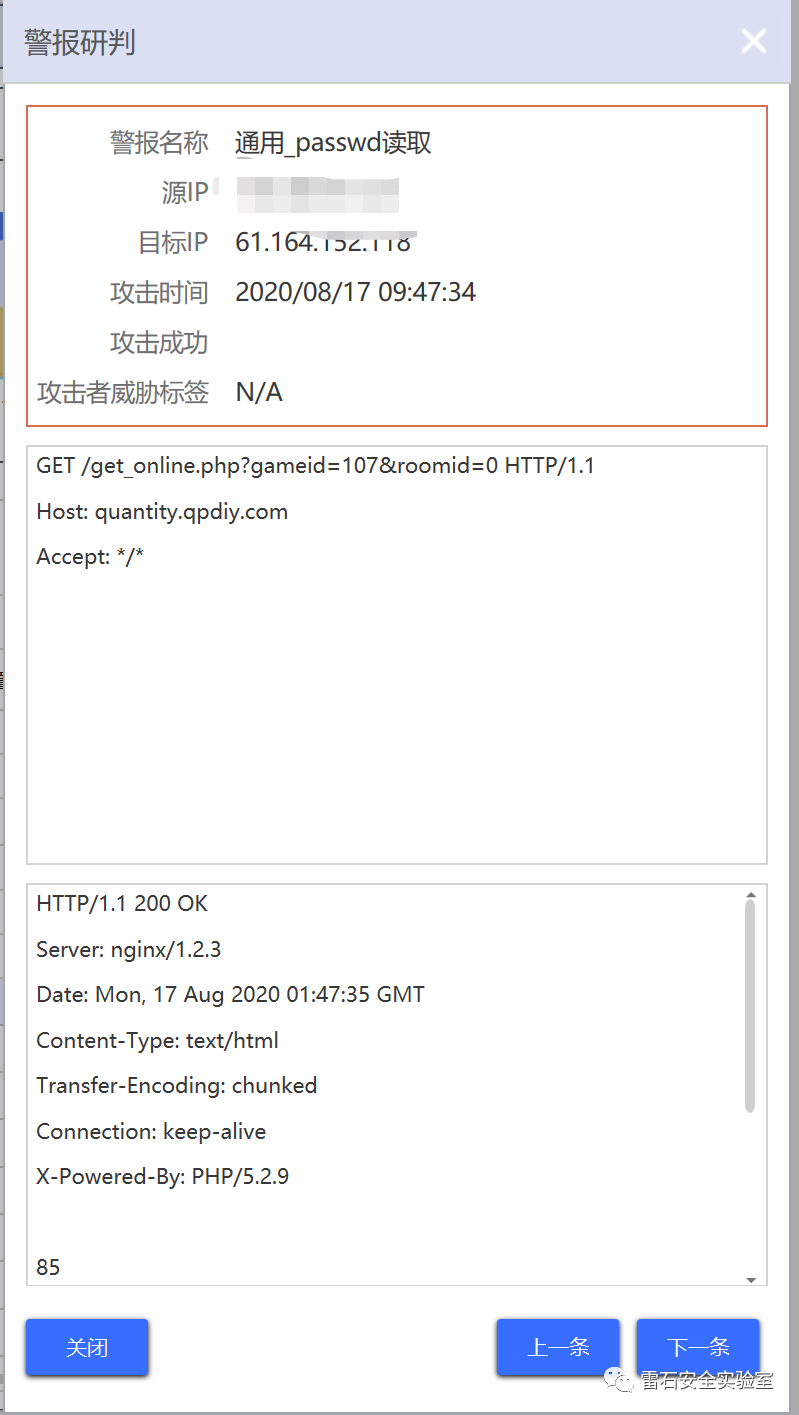 警报研判
警报名称 通用_passwd读取
源IP
目标IP 61.164.152.118
攻击时间 2020/08/17 09:47:34
攻击成功
攻击者威胁标签 N/A
GET /get_online.php?gameid=107&roomid=0 HTTP/1.1
Host: quantity.qpdiy.com
Accept: */*
HTTP/1.1 200 OK
Server: nginx/1.2.3
Date: Mon, 17 Aug 2020 01:47:35 GMT
Content-Type: text/html
Transfer-Encoding: chunked
Connection: keep-alive
X-Powered-By: PHP/5.2.9
85
关闭 上一条 下一条
雷石安全实验室